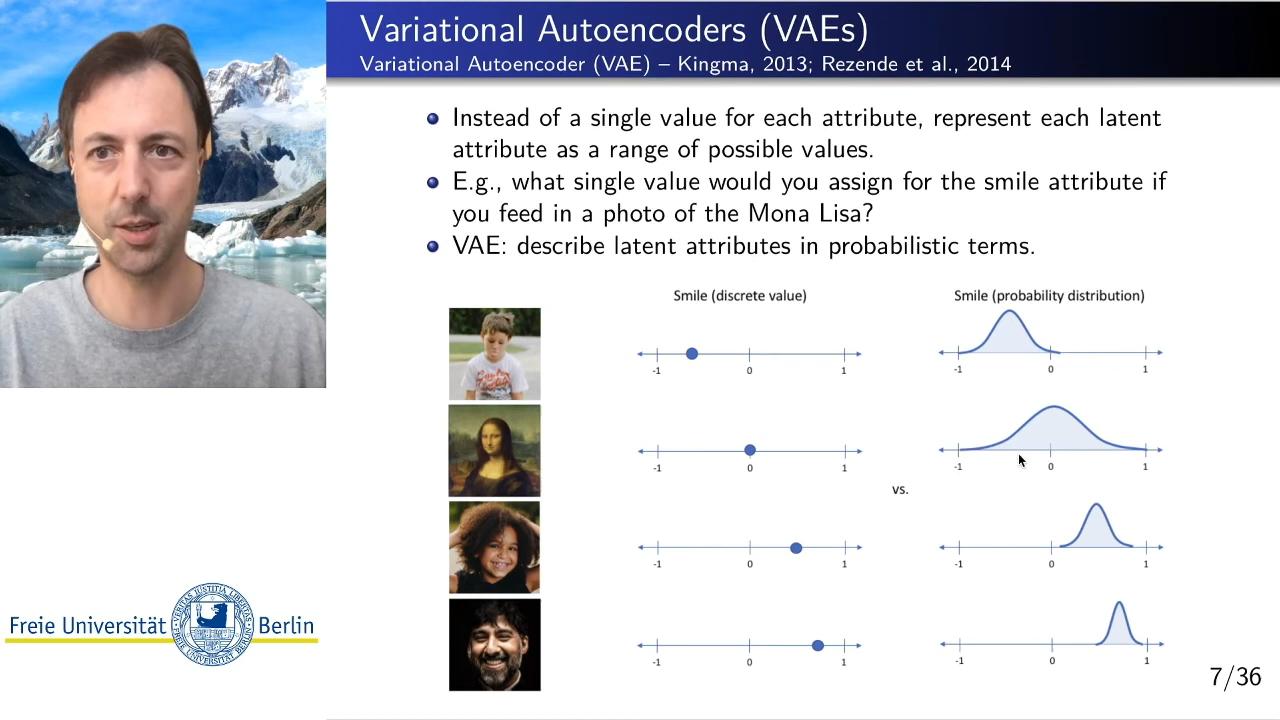 Variational Autoencoders (VAEs)
Variational Autoencoder (VAE) – Kingma, 2013; Rezende et al., 2014
Instead of a single value for each attribute, represent each latent
attribute as a range of possible values.
E.g., what single value would you assign for the smile attribute if
you feed in a photo of the Mona Lisa?
VAE: describe latent attributes in probabilistic terms.
Smile (discrete value)
Smile (probability distribution)
-1 0 1
-1 0 1
-1 0 1
-1 0 1
vs.
-1 0 1
-1 0 1
-1 0 1
-1 0 1
Freie Universität Berlin
7/36